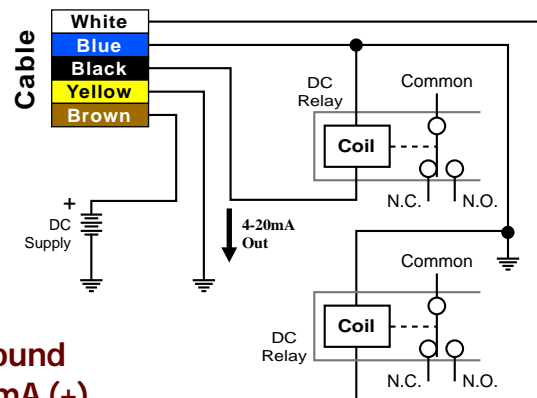 Cable
White
Blue
Black
Yellow
Brown
+
DC
Supply
4-20mA
Out
DC
Relay
Common
Coil
N.C.
N.O.
DC
Relay
Common
Coil
N.C.
N.O.
ound
mA (+)